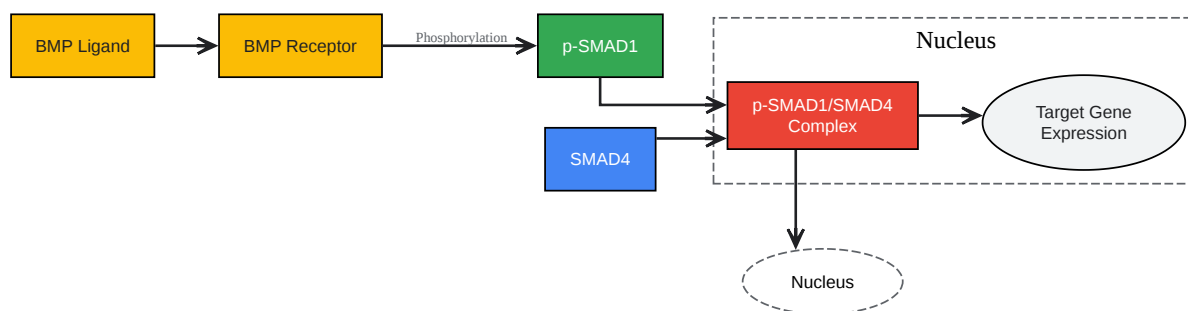 BMP Ligand
BMP Receptor
Phosphorylation
p-SMAD1
Nucleus
p-SMAD1/SMAD4
Complex
Target Gene
Expression
SMAD4
Nucleus